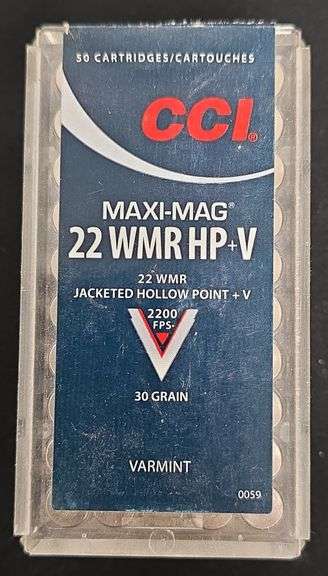 50 CARTRIDGES/CARTOUCHES
CCI®
MAXI-MAG®
22 WMR HP+V
22 WMR
JACKETED HOLLOW POINT + V
2200
FPS
30 GRAIN
VARMINT
0059